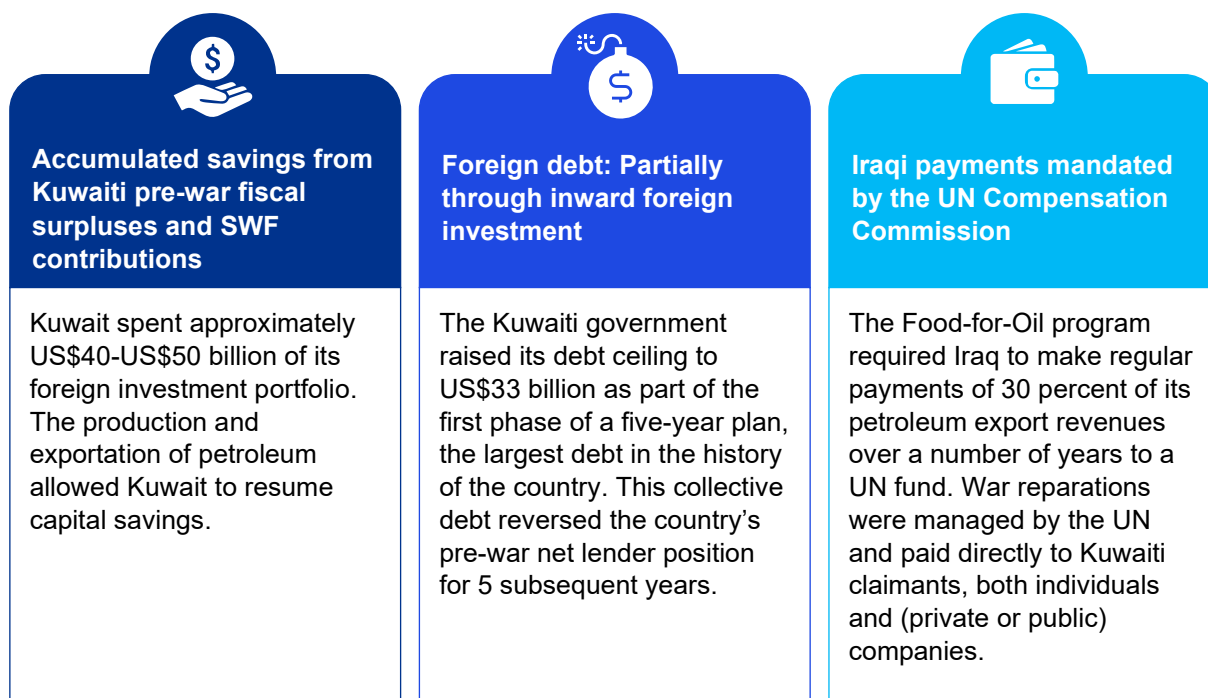 $
Accumulated savings from
Kuwaiti pre-war fiscal
surpluses and SWF
contributions
Kuwait spent approximately
US$40-US$50 billion of its
foreign investment portfolio.
The production and
exportation of petroleum
allowed Kuwait to resume
capital savings.
$
Foreign debt: Partially
through inward foreign
investment
The Kuwaiti government
raised its debt ceiling to
US$33 billion as part of the
first phase of a five-year plan,
the largest debt in the history
of the country. This collective
debt reversed the country’s
pre-war net lender position
for 5 subsequent years.
Iraqi payments mandated
by the UN Compensation
Commission
The Food-for-Oil program
required Iraq to make regular
payments of 30 percent of its
petroleum export revenues
over a number of years to a
UN fund. War reparations
were managed by the UN
and paid directly to Kuwaiti
claimants, both individuals
and (private or public)
companies.